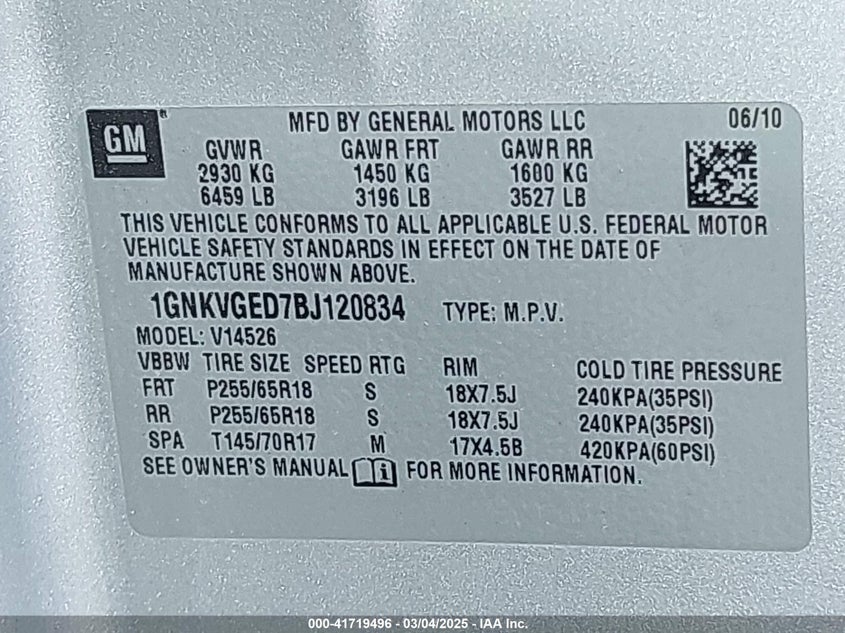 GM
MFD BY GENERAL MOTORS LLC 06/10
GVWR GAWR FRT GAWR RR
2930 KG 1450 KG 1600 KG
6459 LB 3196 LB 3527 LB
THIS VEHICLE CONFORMS TO ALL APPLICABLE U.S. FEDERAL MOTOR
VEHICLE SAFETY STANDARDS IN EFFECT ON THE DATE OF
MANUFACTURE SHOWN ABOVE.
1GNKVGED7BJ120834 TYPE: M.P.V.
MODEL: V14526
VBBW TIRE SIZE SPEED RTG RIM COLD TIRE PRESSURE
FRT P255/65R18 S 18X7.5J 240KPA(35PSI)
RR P255/65R18 S 18X7.5J 240KPA(35PSI)
SPA T145/70R17 M 17X4.5B 420KPA(60PSI)
SEE OWNER'S MANUAL i FOR MORE INFORMATION.
000-41719496 - 03/04/2025 - IAA Inc.